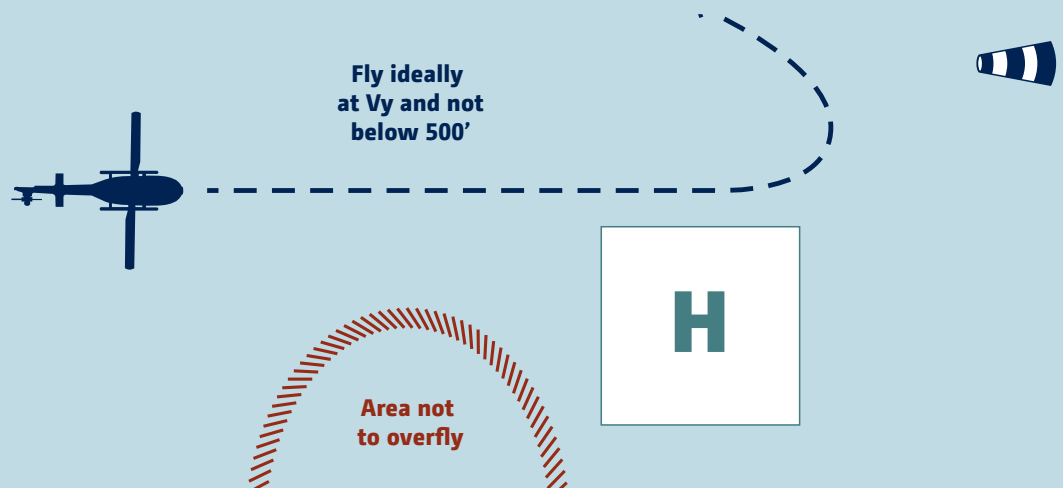 Fly ideally
at Vy and not
below 500’
H
Area not
to overfly